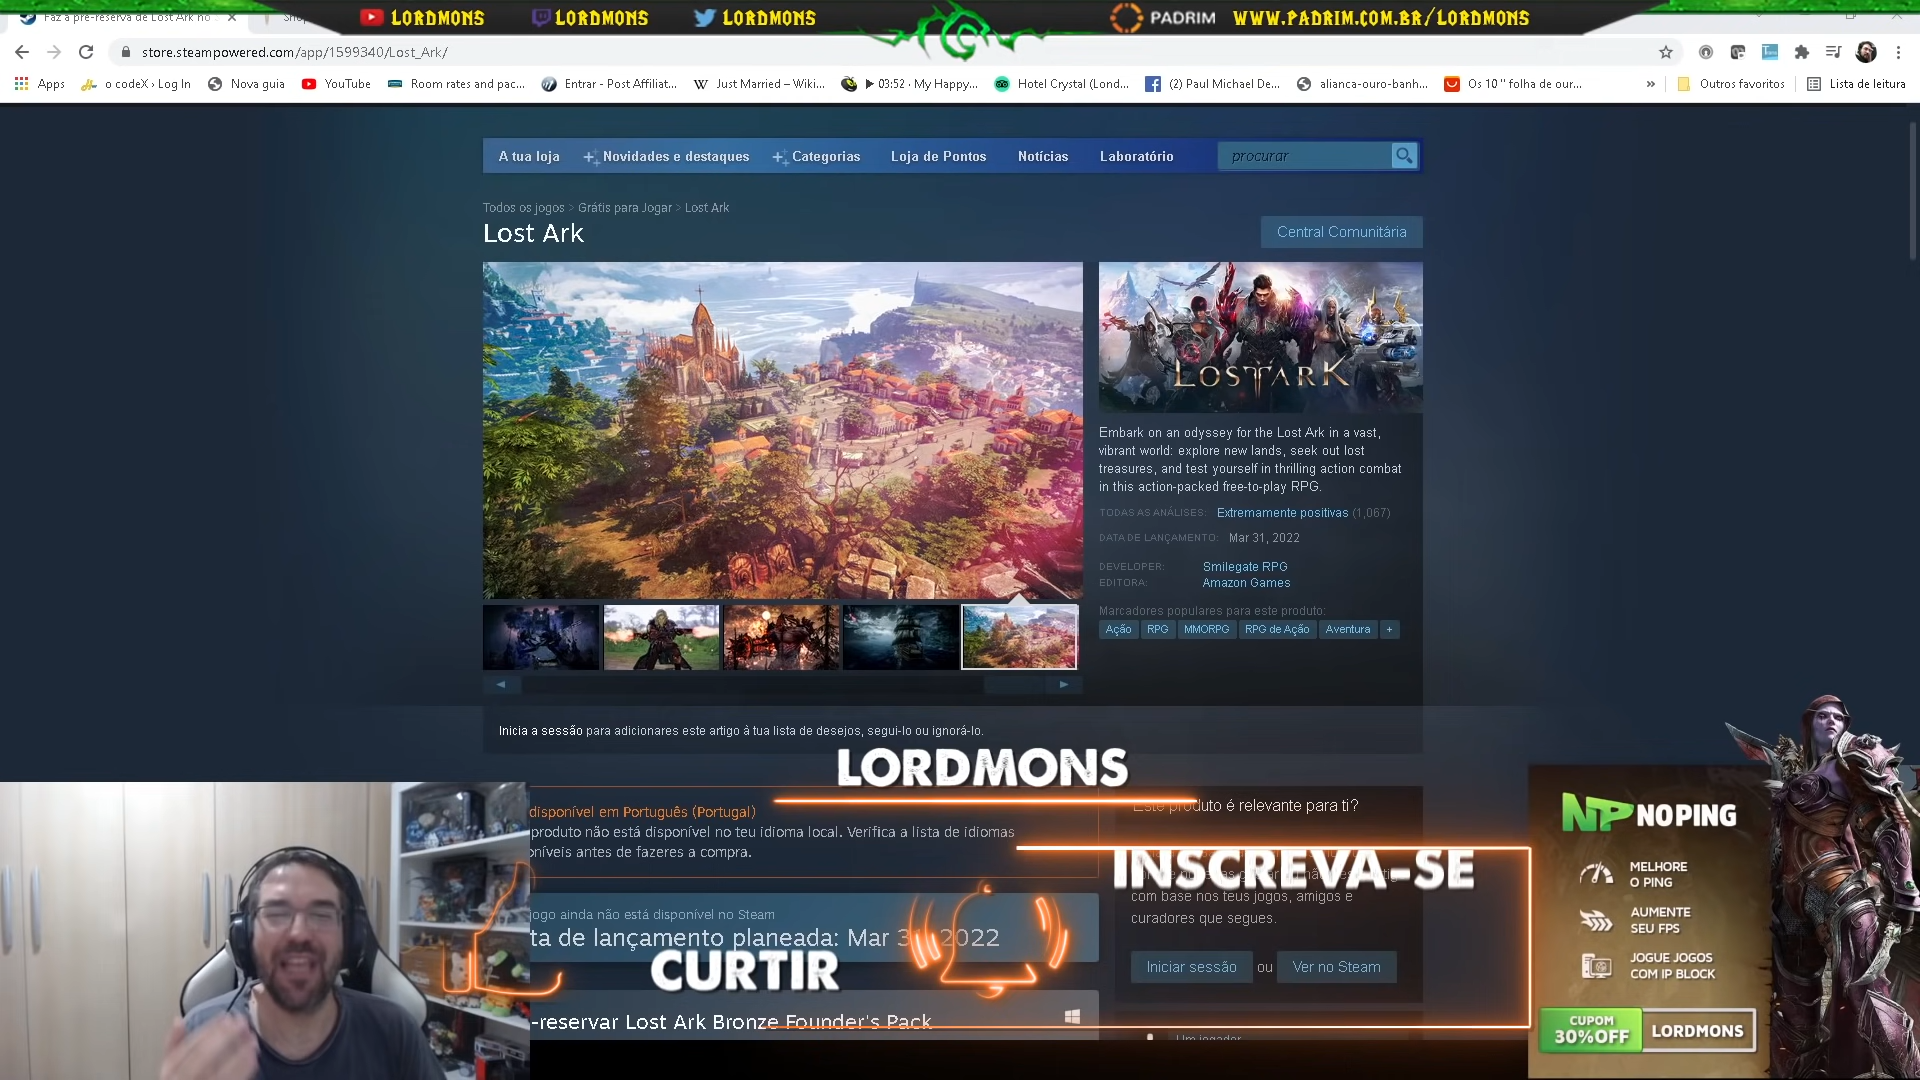 Faz a pré-reserva de Lost Ark no
LORDMONS
LORDMONS
LORDMONS
PADRIM
WWW.PADRIM.COM.BR/LORDMONS
store.steampowered.com/app/1599340/Lost_Ark/
Apps
o codeX › Log In
Nova guia
YouTube
Room rates and pac...
Entrar - Post Affiliat...
Just Married – Wiki...
03:52 · My Happy...
Hotel Crystal (Lond...
(2) Paul Michael De...
alianca-ouro-banh...
Os 10 " folha de our...
»
Outros favoritos
Lista de leitura
A tua loja
Novidades e destaques
Categorias
Loja de Pontos
Notícias
Laboratório
procurar
Todos os jogos > Grátis para Jogar > Lost Ark
Lost Ark
Central Comunitária
LOST ARK
Embark on an odyssey for the Lost Ark in a vast,
vibrant world: explore new lands, seek out lost
treasures, and test yourself in thrilling action combat
in this action-packed free-to-play RPG.
TODAS AS ANÁLISES: Extremamente positivas (1,067)
DATA DE LANÇAMENTO: Mar 31, 2022
DEVELOPER: Smilegate RPG
EDITORA: Amazon Games
Marcadores populares para este produto:
Ação RPG MMORPG RPG de Ação Aventura +
Inicia a sessão para adicionares este artigo à tua lista de desejos, segui-lo ou ignorá-lo.
LORDMONS
disponível em Português (Portugal)
produto não está disponível no teu idioma local. Verifica a lista de idiomas
oníveis antes de fazeres a compra.
Este produto é relevante para ti?
INSCREVA-SE
com base nos teus jogos, amigos e
curadores que segues.
jogo ainda não está disponível no Steam
ta de lançamento planeada: Mar 31, 2022
CURTIR
Iniciar sessão ou Ver no Steam
-reservar Lost Ark Bronze Founder's Pack
Um jogador
NP NOPING
MELHORE
O PING
AUMENTE
SEU FPS
JOGUE JOGOS
COM IP BLOCK
CUPOM
30%OFF
LORDMONS